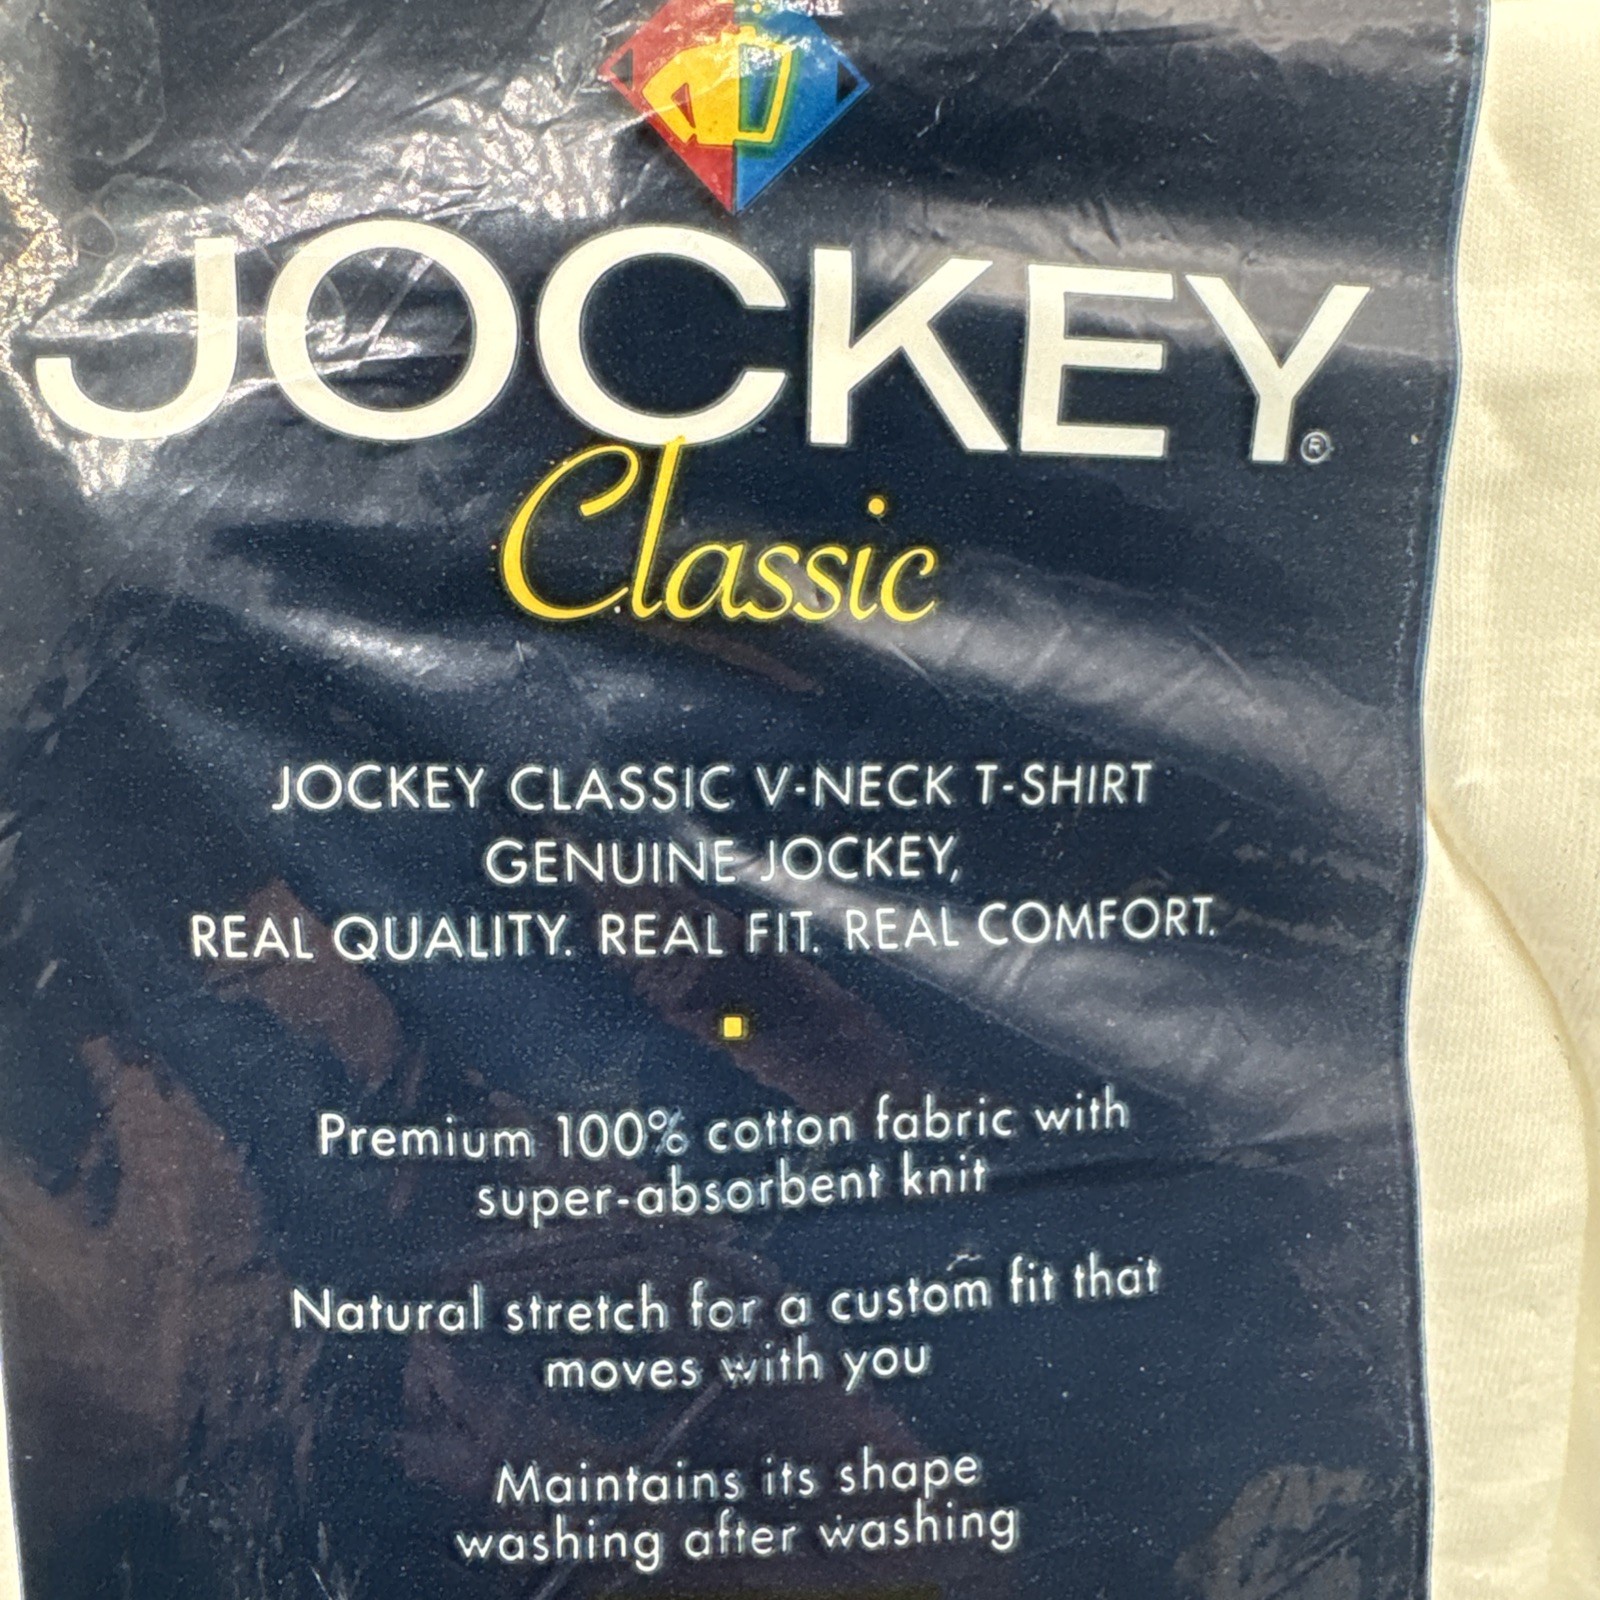 JOCKEY®
Classic
JOCKEY CLASSIC V-NECK T-SHIRT
GENUINE JOCKEY,
REAL QUALITY. REAL FIT. REAL COMFORT.
Premium 100% cotton fabric with
super-absorbent knit
Natural stretch for a custom fit that
moves with you
Maintains its shape
washing after washing